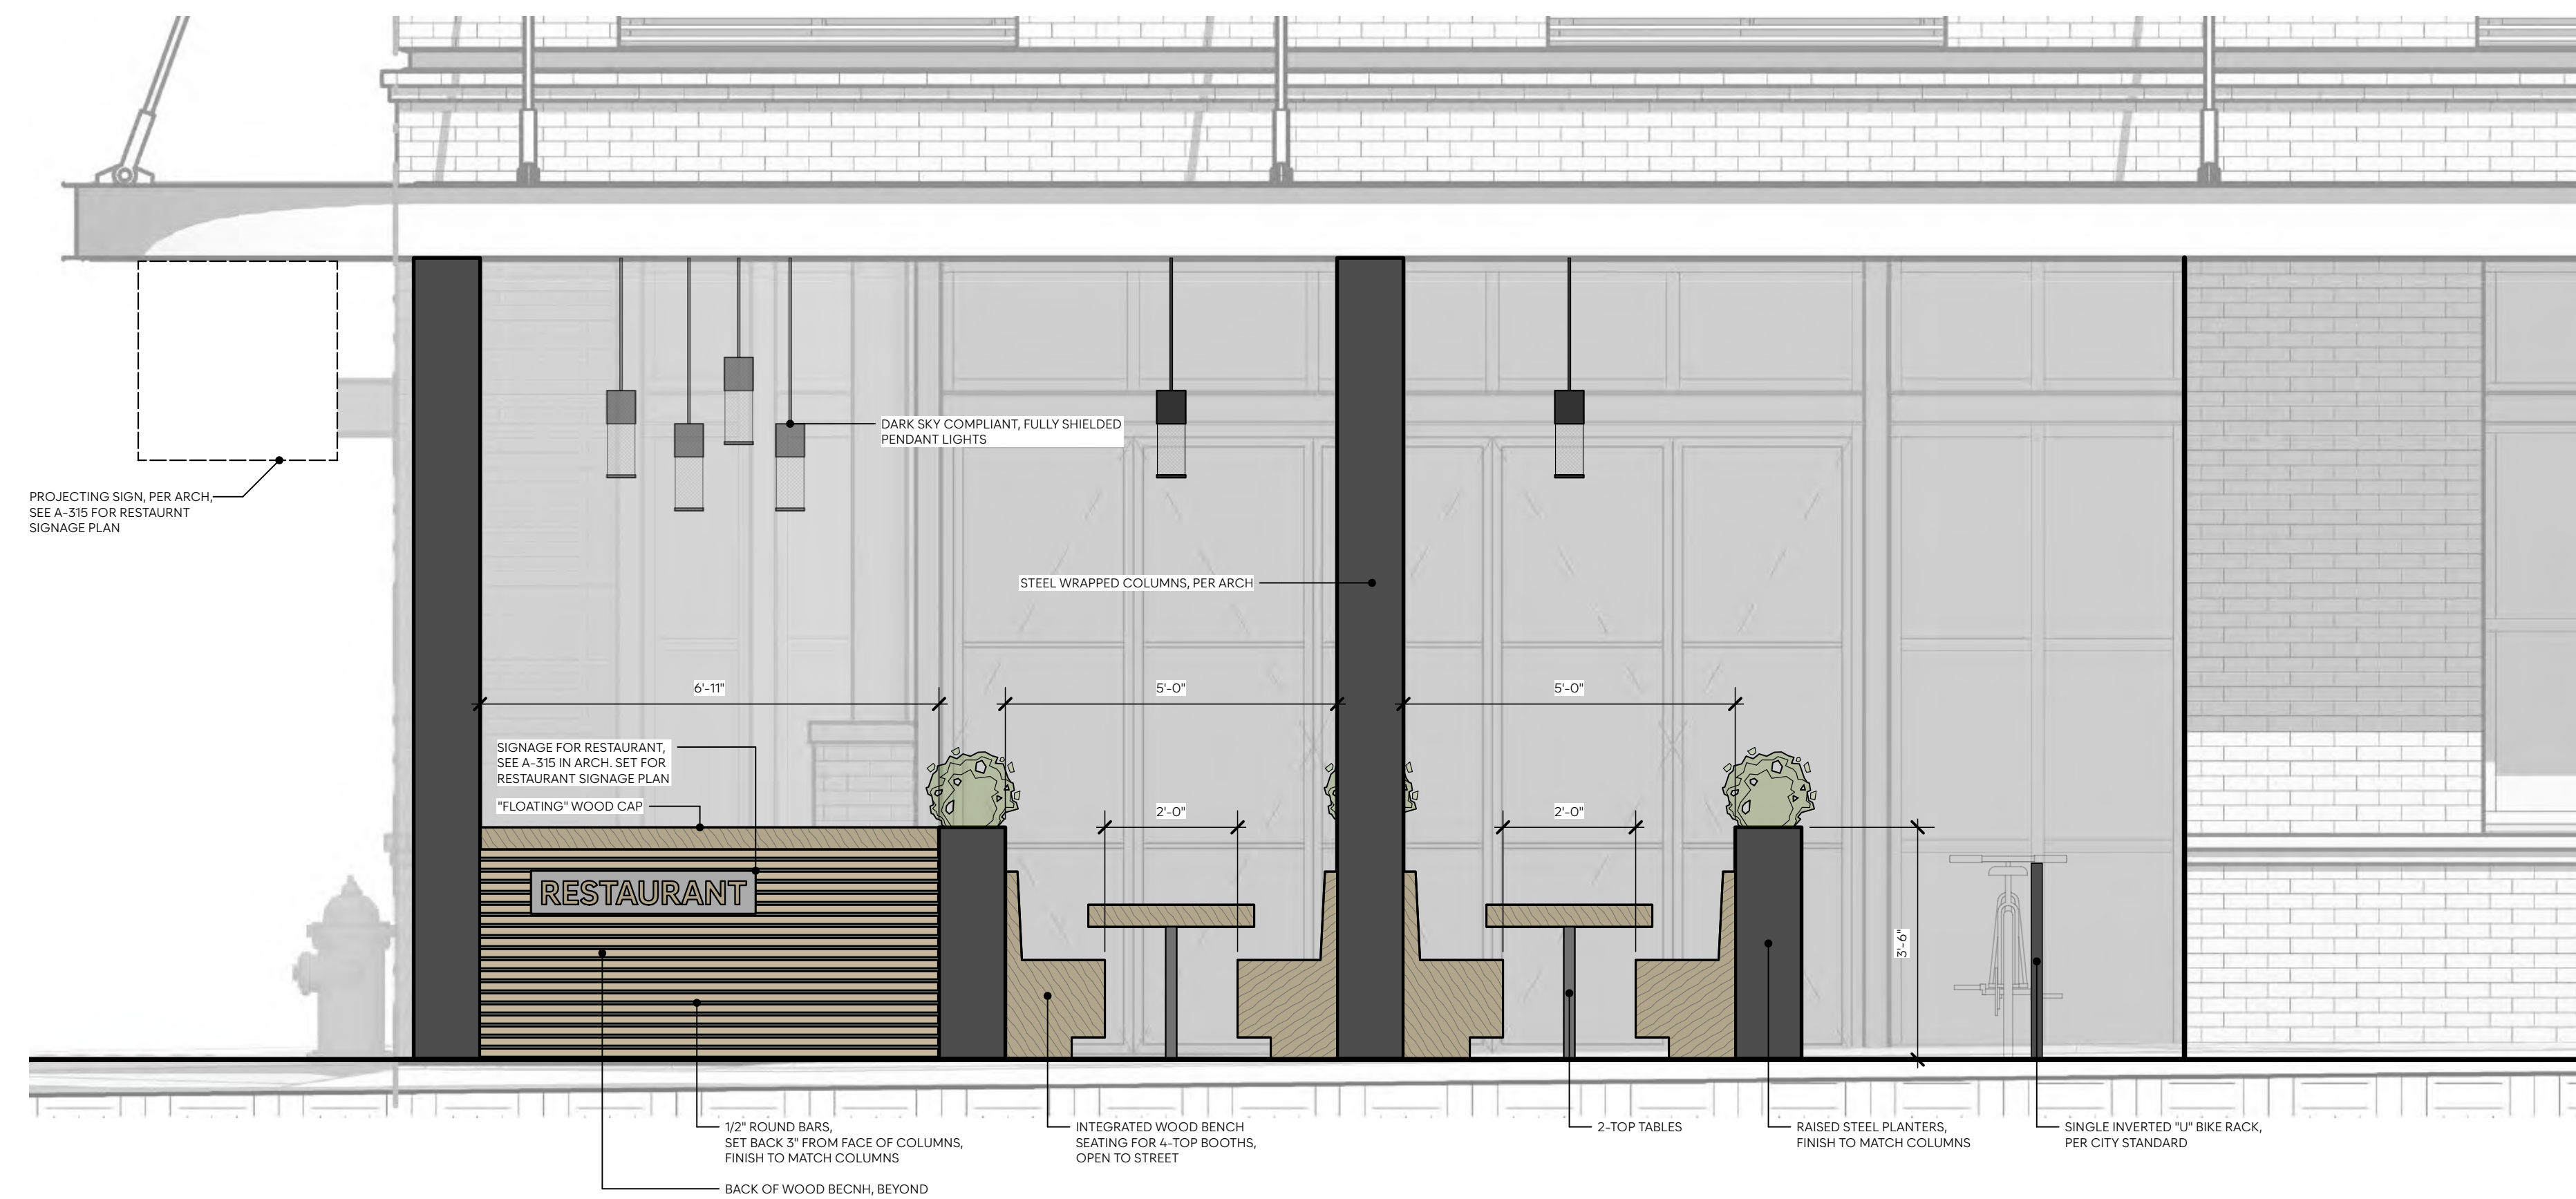 DARK SKY COMPLIANT, FULLY SHIELDED
PENDANT LIGHTS
PROJECTING SIGN, PER ARCH,
SEE A-315 FOR RESTAURNT
SIGNAGE PLAN
STEEL WRAPPED COLUMNS, PER ARCH
6'-11"
5'-0"
5'-0"
SIGNAGE FOR RESTAURANT,
SEE A-315 IN ARCH. SET FOR
RESTAURANT SIGNAGE PLAN
"FLOATING" WOOD CAP
2'-0"
2'-0"
RESTAURANT
3'-6"
1/2" ROUND BARS,
SET BACK 3" FROM FACE OF COLUMNS,
FINISH TO MATCH COLUMNS
BACK OF WOOD BECNH, BEYOND
INTEGRATED WOOD BENCH
SEATING FOR 4-TOP BOOTHS,
OPEN TO STREET
2-TOP TABLES
RAISED STEEL PLANTERS,
FINISH TO MATCH COLUMNS
SINGLE INVERTED "U" BIKE RACK,
PER CITY STANDARD